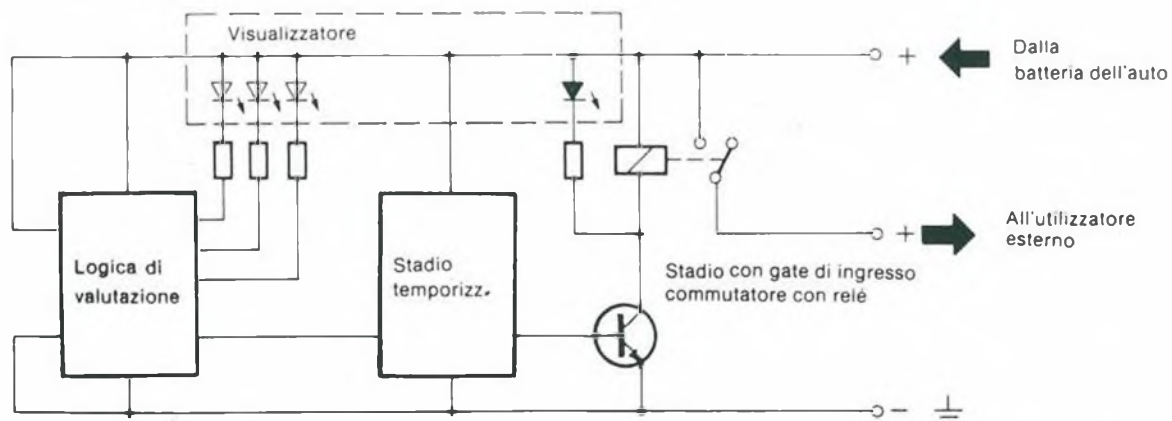 Visualizzatore
+
Dalla
batteria dell'auto
+
All'utilizzatore
esterno
Logica di
valutazione
Stadio
temporizz.
Stadio con gate di ingresso
commutatore con relé
-